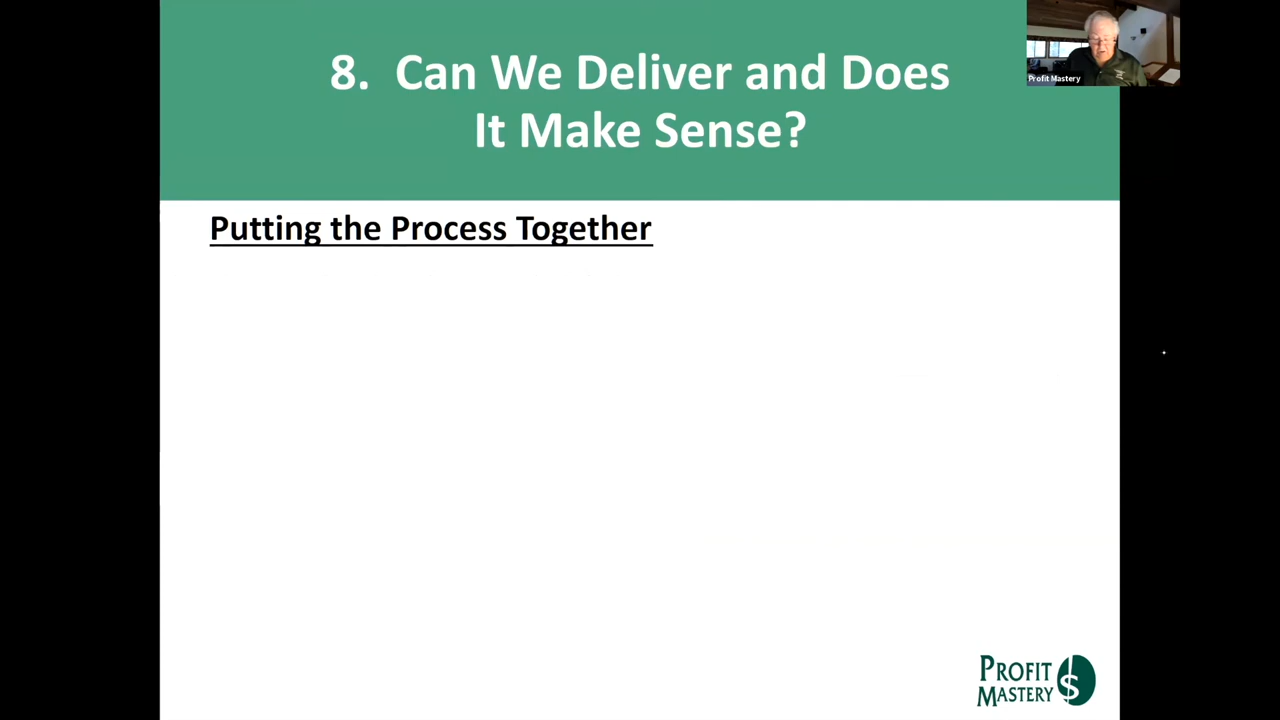 8. Can We Deliver and Does
It Make Sense?
Profit Mastery
Putting the Process Together
PROFIT
MASTERY